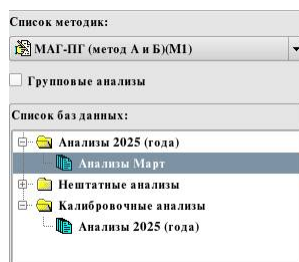 Список методик:
МАГ-ПГ (метод А и Б)(М1)
Групповые анализы
Список баз данных:
Анализы 2025 (года)
Анализы Март
Нештатные анализы
Калибровочные анализы
Анализы 2025 (года)